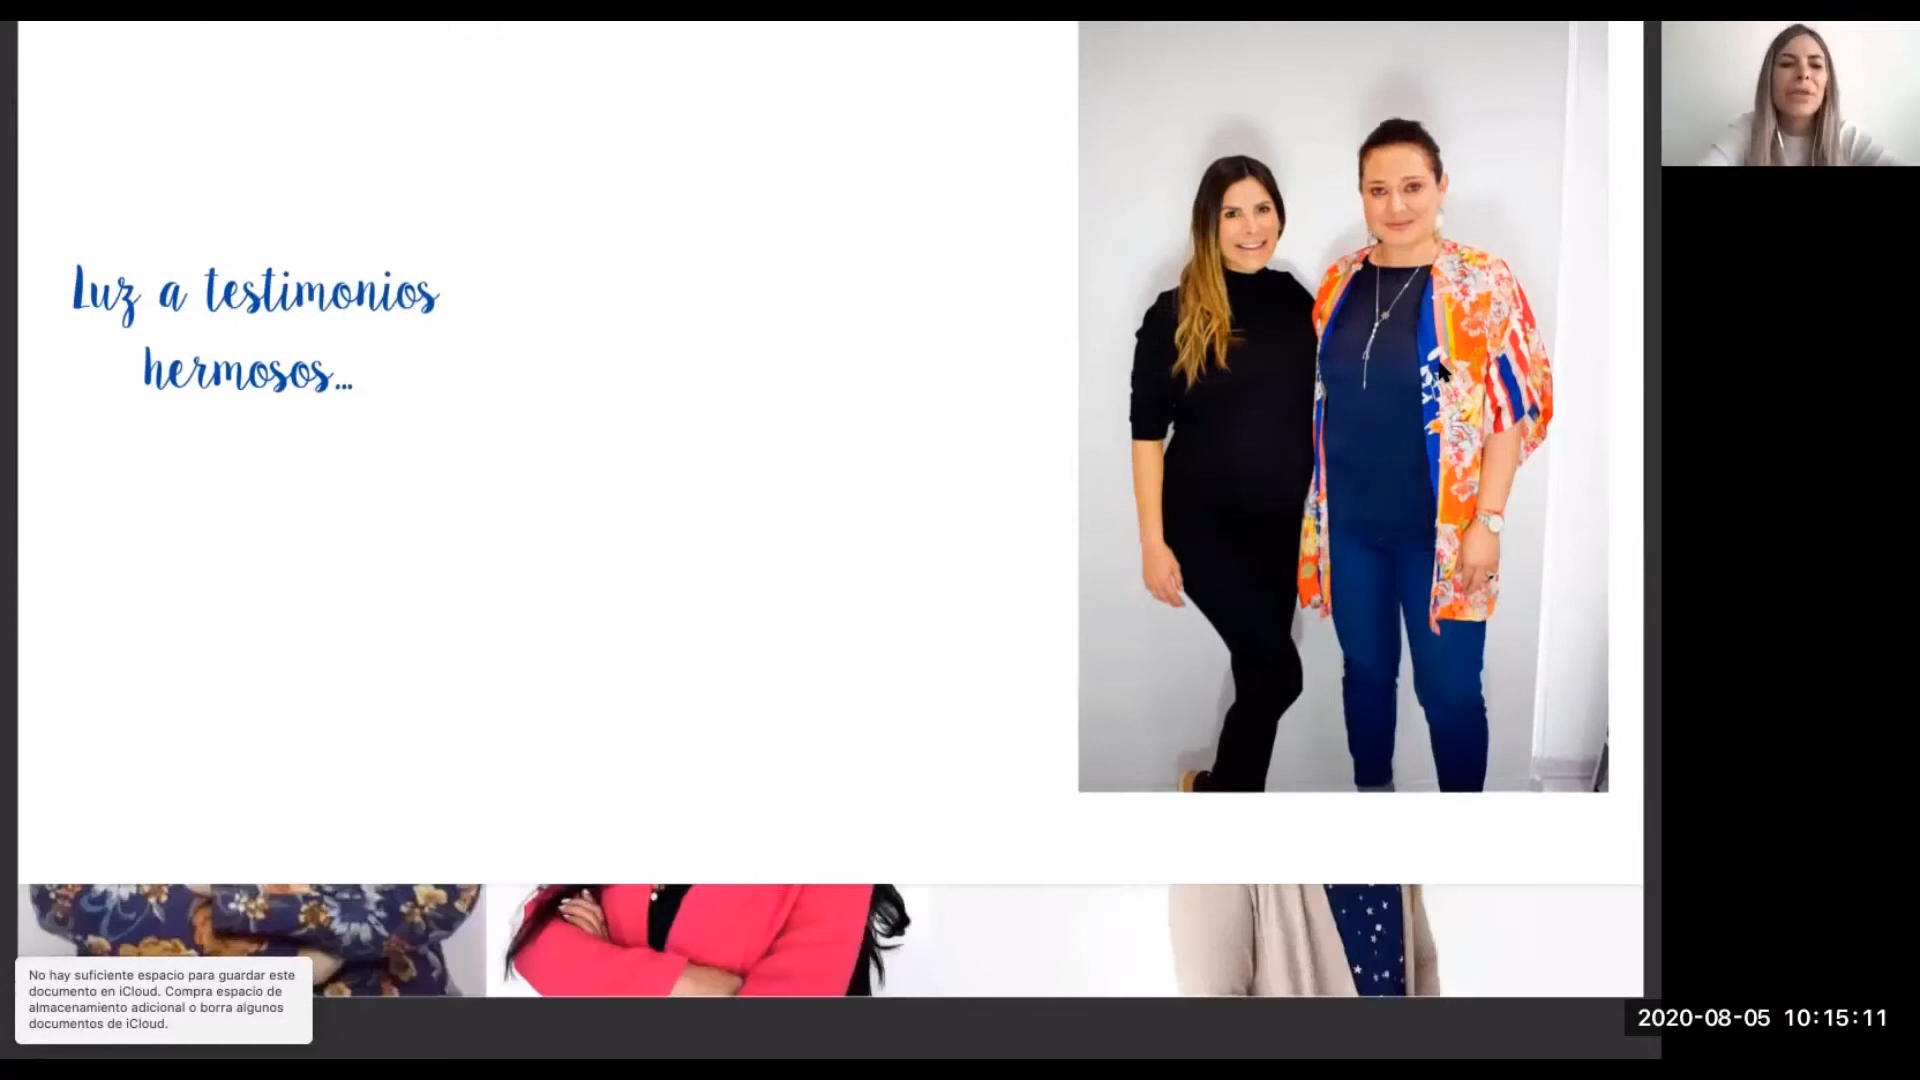 Luz a testimonios
hermosos...
No hay suficiente espacio para guardar este
documento en iCloud. Compra espacio de
almacenamiento adicional o borra algunos
documentos de iCloud.
2020-08-05 10:15:11